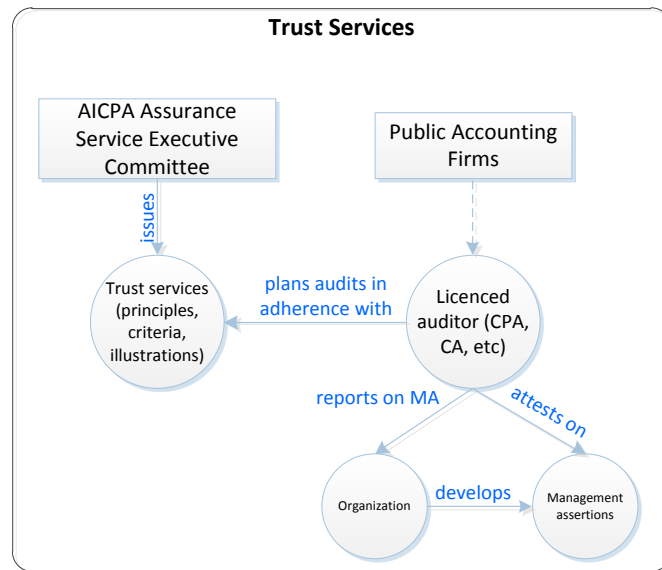 Trust Services
AICPA Assurance
Service Executive
Committee
Public Accounting
Firms
issues
Trust services
(principles,
criteria,
illustrations)
plans audits in
adherence with
Licenced
auditor (CPA,
CA, etc)
reports on MA
attests on
Organization
develops
Management
assertions